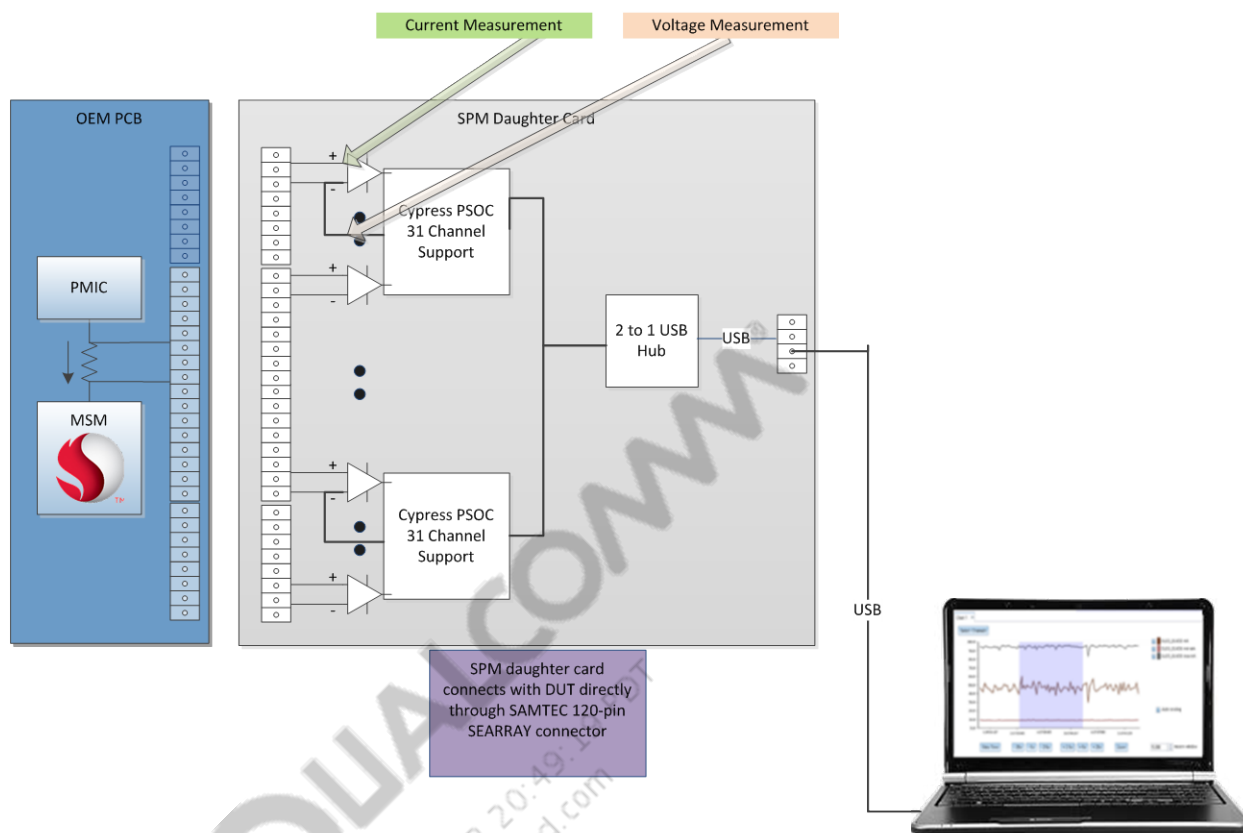 Current Measurement
Voltage Measurement
OEM PCB
SPM Daughter Card
+
-
Cypress PSOC
31 Channel
Support
+
-
PMIC
2 to 1 USB
Hub
USB
MSM
TM
+
-
Cypress PSOC
31 Channel
Support
+
-
USB
SPM daughter card
connects with DUT directly
through SAMTEC 120-pin
SEARRAY connector
QUALCOMM®